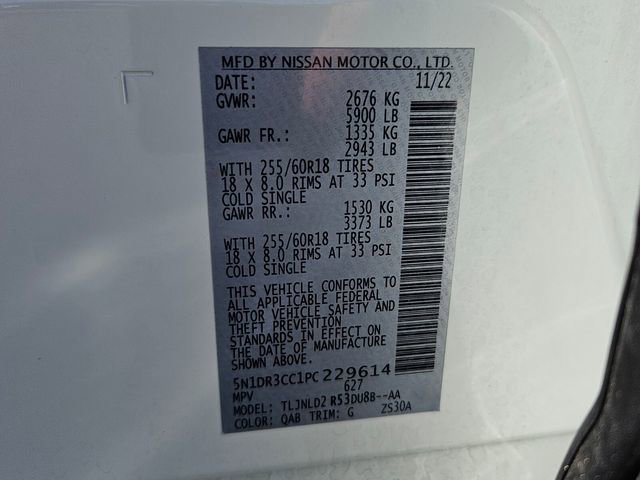 MFD BY NISSAN MOTOR CO., LTD.
DATE: 11/22
GVWR: 2676 KG
5900 LB
GAWR FR.: 1335 KG
2943 LB
WITH 255/60R18 TIRES
18 X 8.0 RIMS AT 33 PSI
COLD SINGLE
GAWR RR.: 1530 KG
3373 LB
WITH 255/60R18 TIRES
18 X 8.0 RIMS AT 33 PSI
COLD SINGLE
THIS VEHICLE CONFORMS TO
ALL APPLICABLE FEDERAL
MOTOR VEHICLE SAFETY AND
THEFT PREVENTION
STANDARDS IN EFFECT ON
THE DATE OF MANUFACTURE
SHOWN ABOVE.
5N1DR3CC1PC229614
MPV 627
MODEL: TLJNLD2 R53DU8B--AA
COLOR: QAB TRIM: G ZS30A